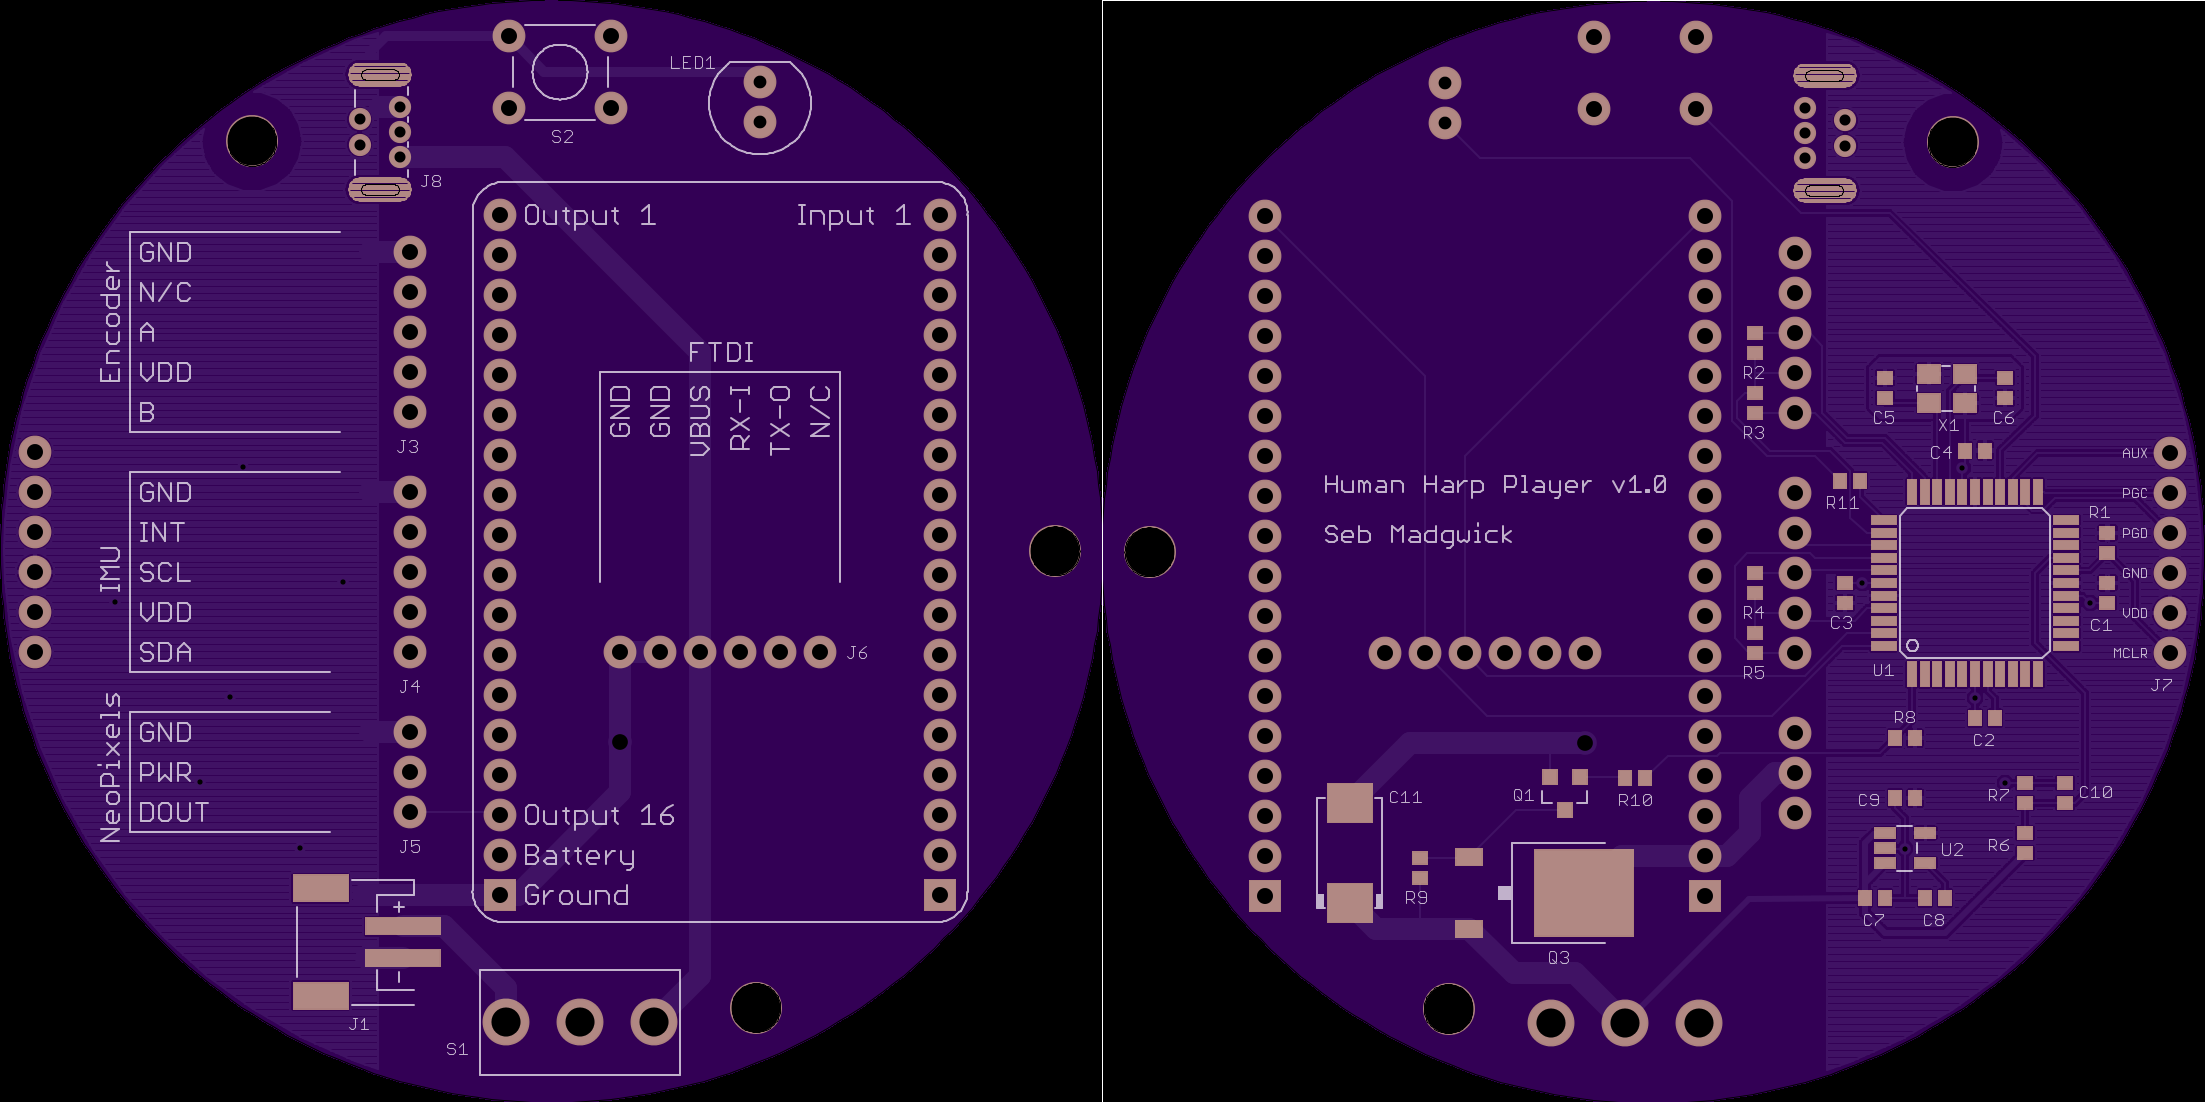 LED1
S2
J8
Output 1 Input 1
Encoder
GND
N/C
A
VDD
B
J3
FTDI
GND
GND
VBUS
RX-I
TX-O
N/C
IMU
GND
INT
SCL
VDD
SDA
J4
J6
NeoPixels
GND
PWR
DOUT
J5
Output 16
Battery
Ground
+
-
J1
S1
R2
R3
C5
X1
C6
C4
R11
Human Harp Player v1.0
Seb Madgwick
AUX
PGC
PGD
GND
VDD
MCLR
J7
R1
C1
C3
R4
R5
U1
R8
C2
C11
Q1
R10
C9
R7
C10
R6
U2
R9
C7
C8
Q3